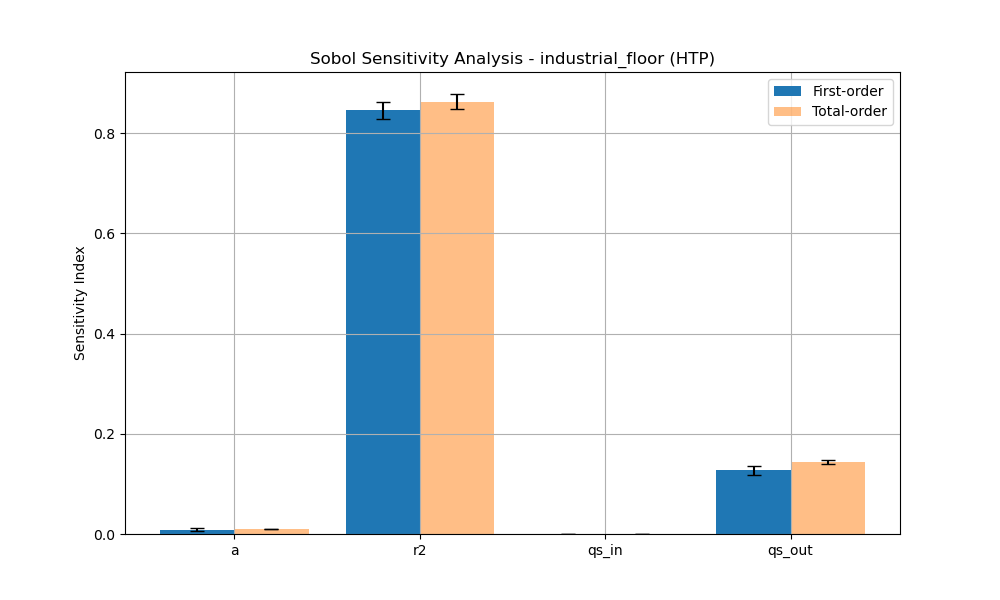 Sobol Sensitivity Analysis - industrial_floor (HTP)
First-order
Total-order
Sensitivity Index
0.8
0.6
0.4
0.2
0.0
a
r2
qs_in
qs_out